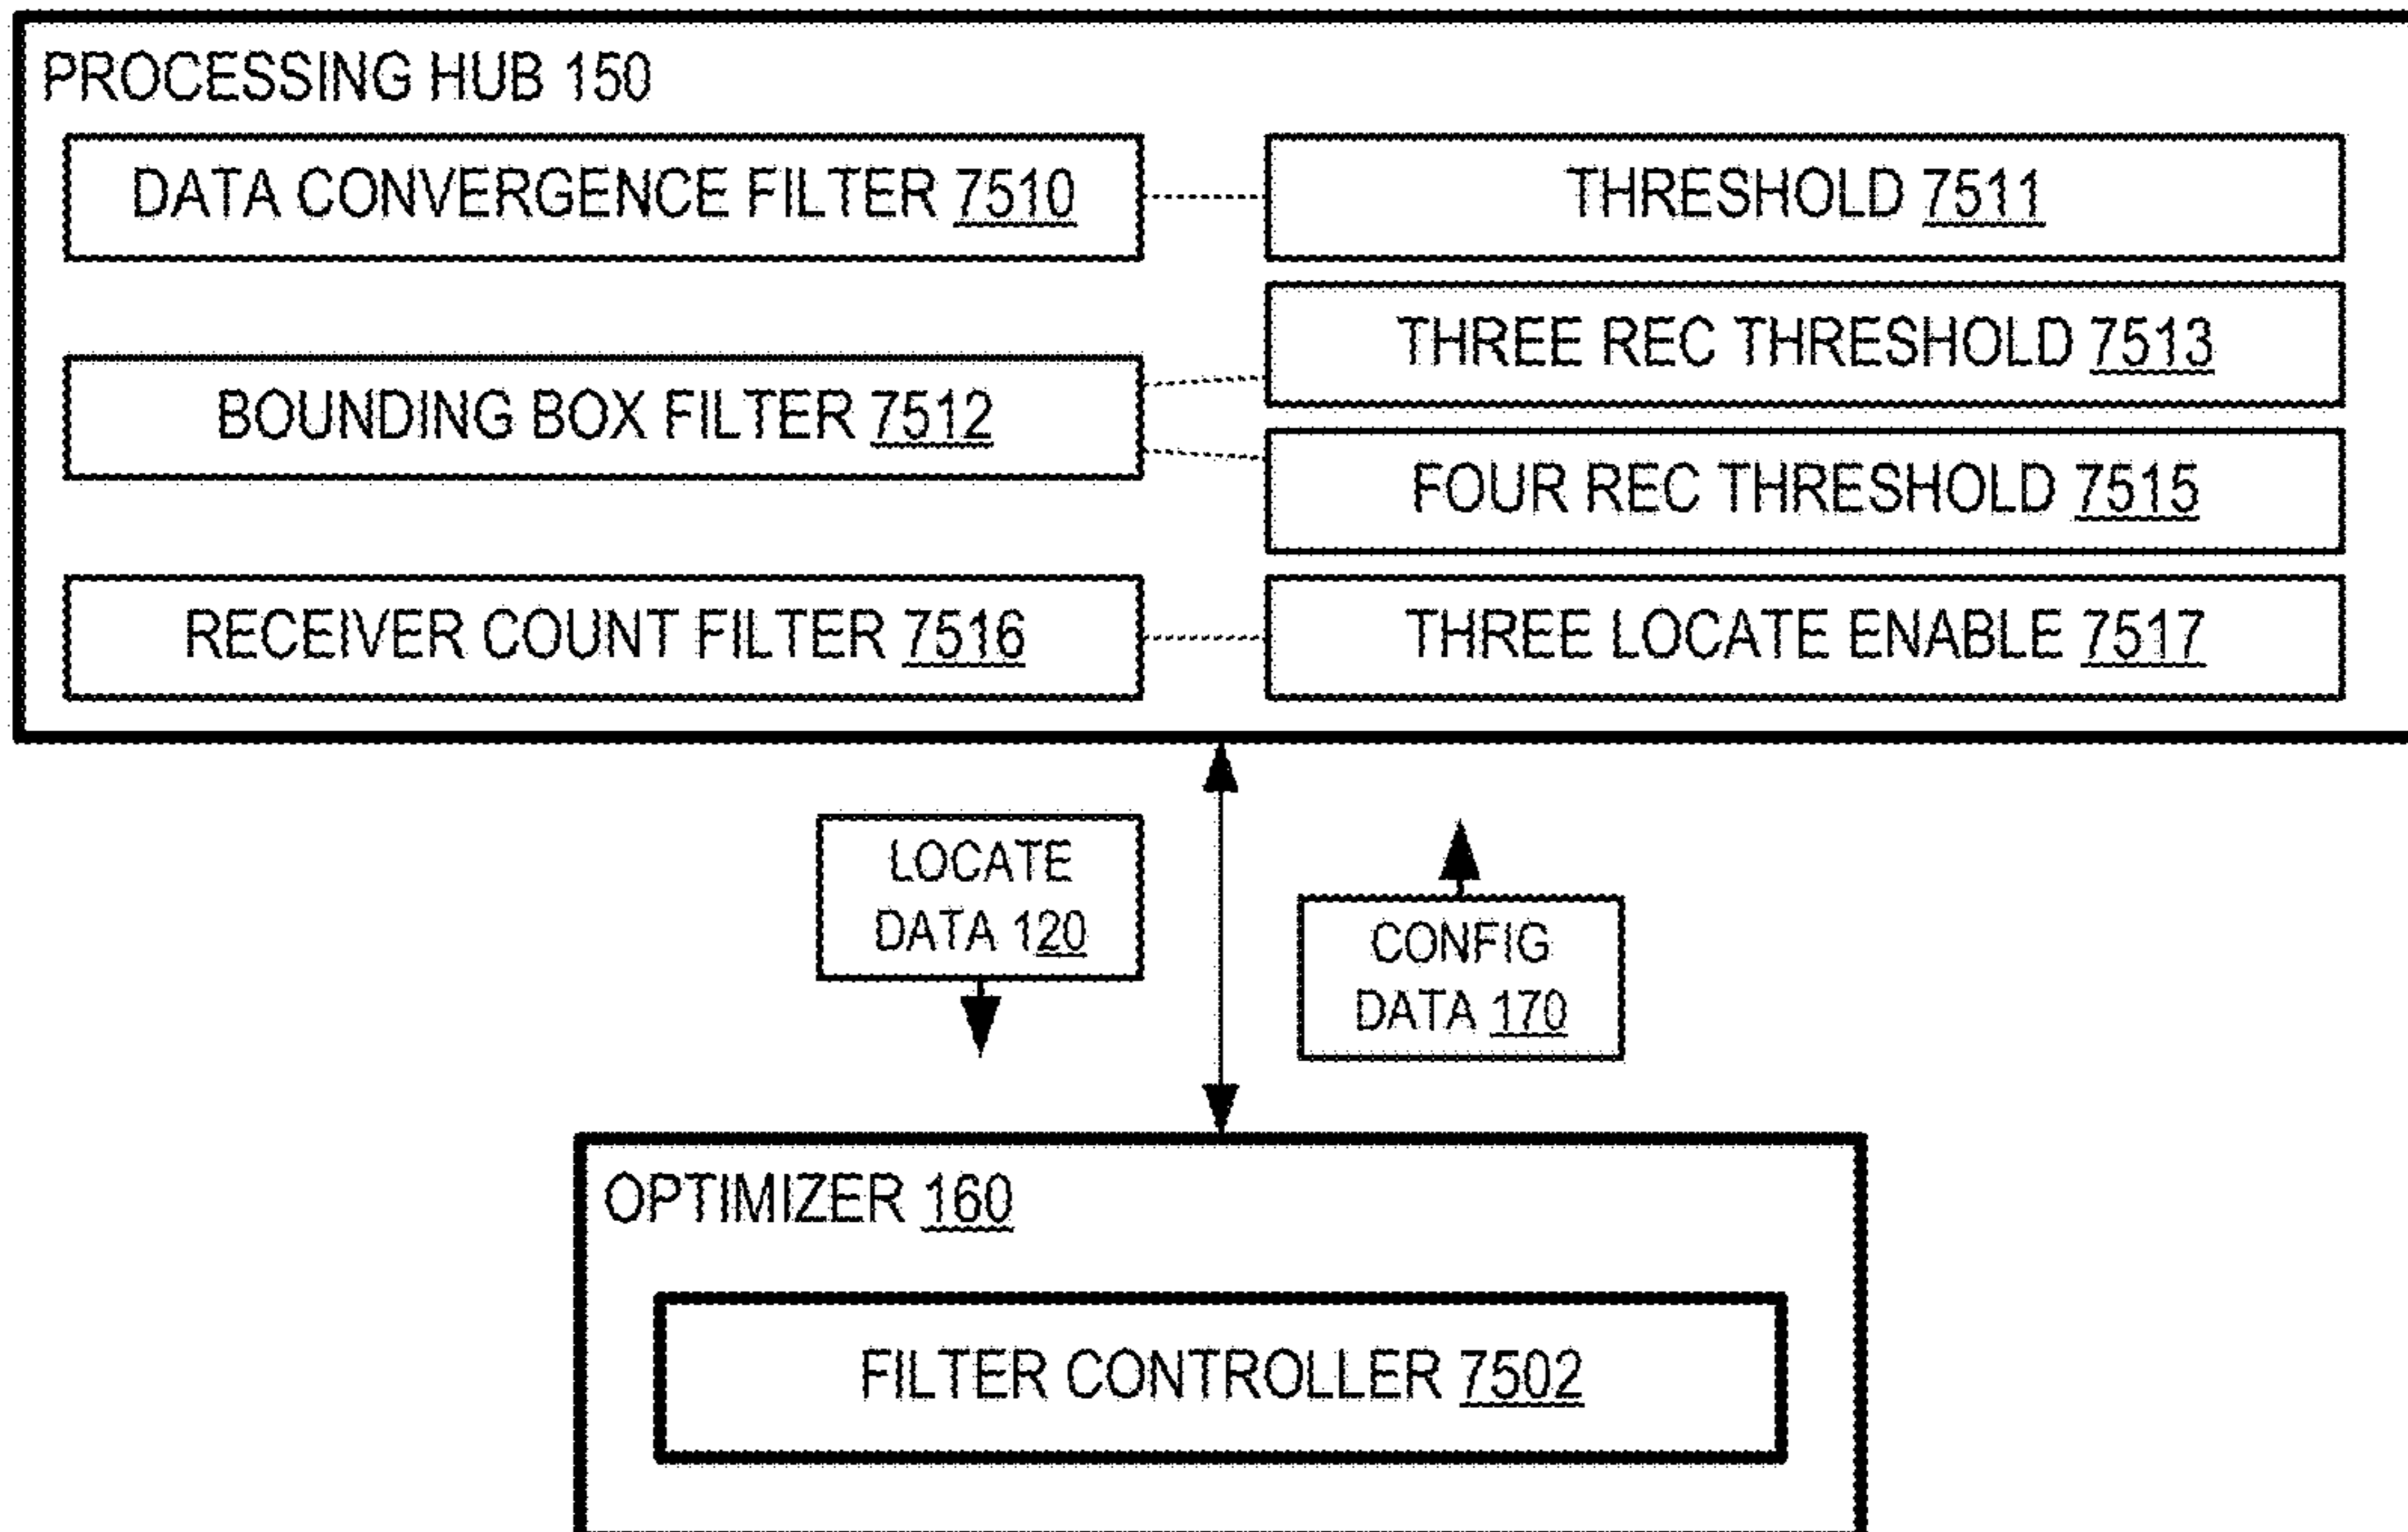 PROCESSING HUB 150
DATA CONVERGENCE FILTER 7510
THRESHOLD 7511
THREE REC THRESHOLD 7513
BOUNDING BOX FILTER 7512
FOUR REC THRESHOLD 7515
RECEIVER COUNT FILTER 7516
THREE LOCATE ENABLE 7517
LOCATE
DATA 120
CONFIG
DATA 170
OPTIMIZER 160
FILTER CONTROLLER 7502